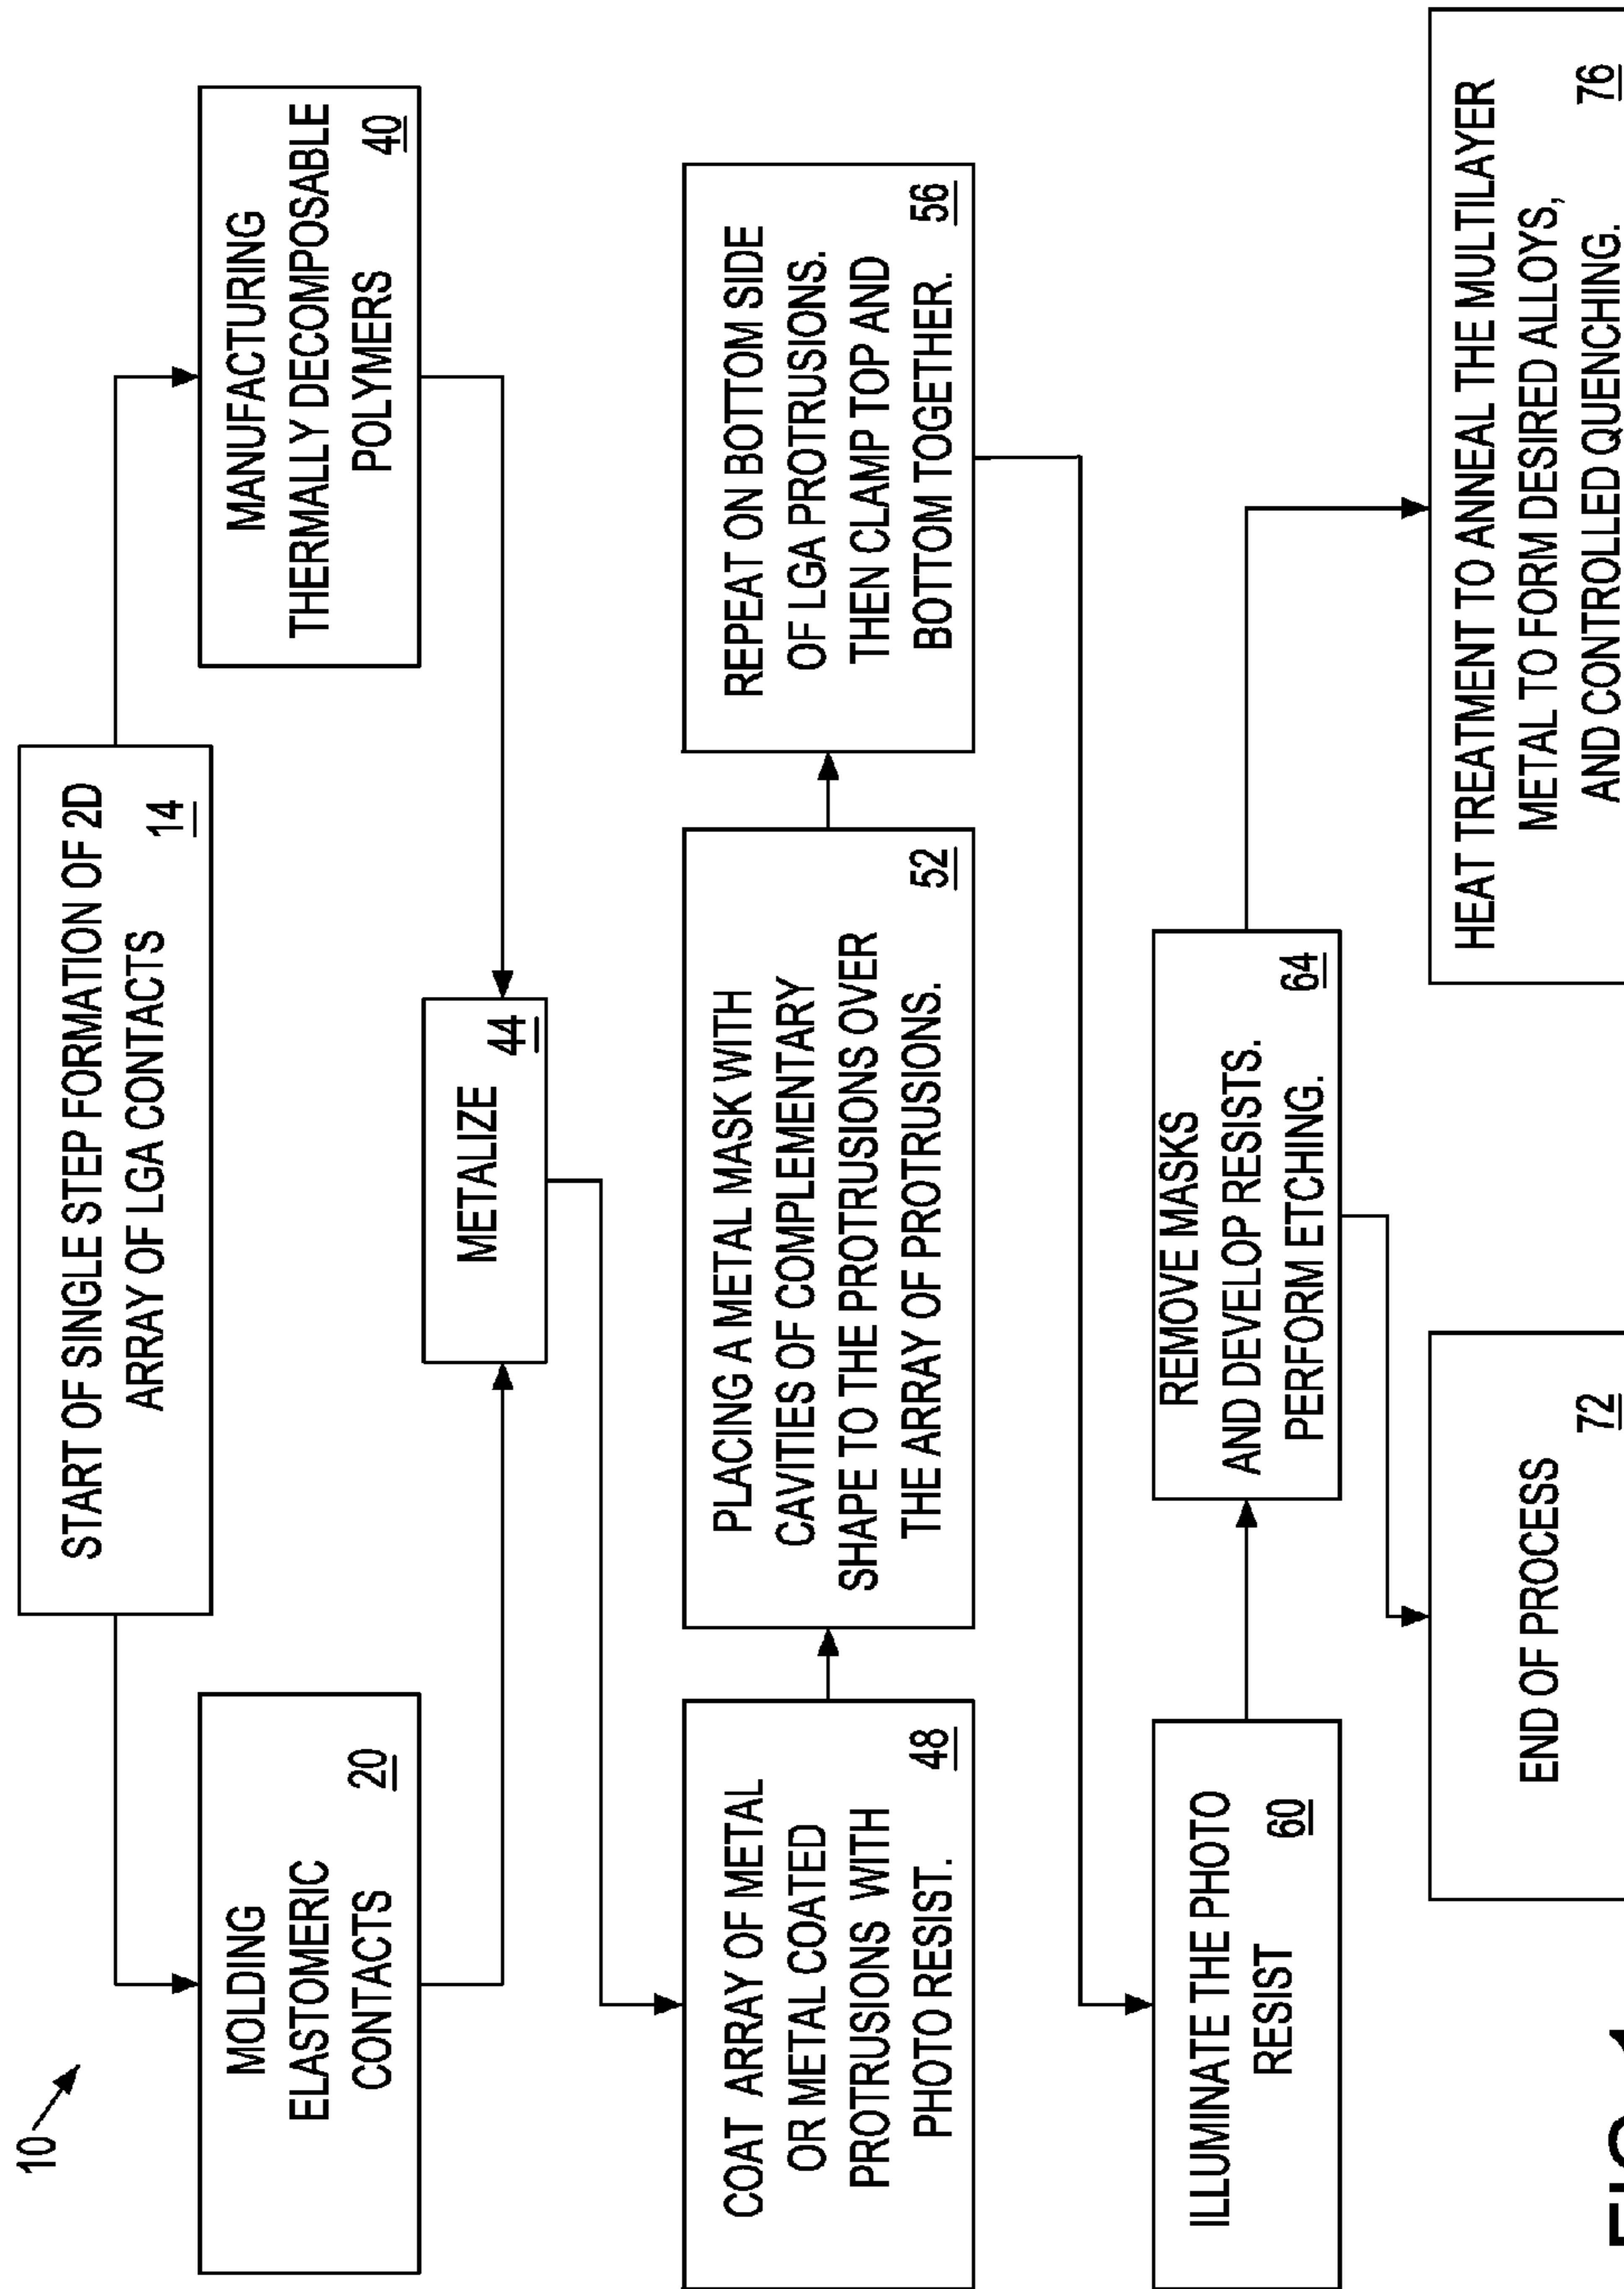 10
START OF SINGLE STEP FORMATION OF 2D
ARRAY OF LGA CONTACTS
14
MOLDING
ELASTOMERIC
CONTACTS
20
MANUFACTURING
THERMALLY DECOMPOSABLE
POLYMERS
40
METALIZE
44
COAT ARRAY OF METAL
OR METAL COATED
PROTRUSIONS WITH
PHOTO RESIST.
48
PLACING A METAL MASK WITH
CAVITIES OF COMPLEMENTARY
SHAPE TO THE PROTRUSIONS OVER
THE ARRAY OF PROTRUSIONS.
52
REPEAT ON BOTTOM SIDE
OF LGA PROTRUSIONS.
THEN CLAMP TOP AND
BOTTOM TOGETHER.
56
ILLUMINATE THE PHOTO
RESIST
60
REMOVE MASKS
AND DEVELOP RESISTS.
PERFORM ETCHING.
64
END OF PROCESS
72
HEAT TREATMENT TO ANNEAL THE MULTILAYER
METAL TO FORM DESIRED ALLOYS,
AND CONTROLLED QUENCHING.
76